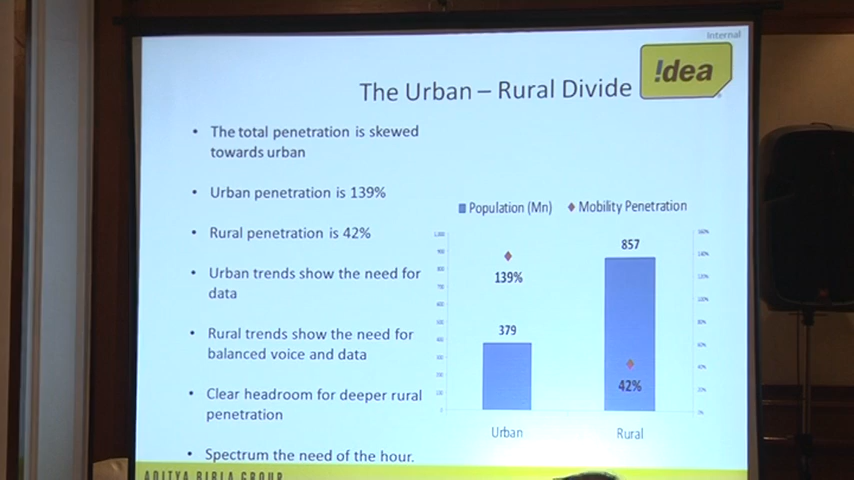 Internal
!dea
The Urban – Rural Divide
• The total penetration is skewed
towards urban
• Urban penetration is 139%
• Rural penetration is 42%
• Urban trends show the need for
data
• Rural trends show the need for
balanced voice and data
• Clear headroom for deeper rural
penetration
• Spectrum the need of the hour.
Population (Mn) Mobility Penetration
857
139%
379
42%
Urban Rural
ADITYA BIRLA GROUP